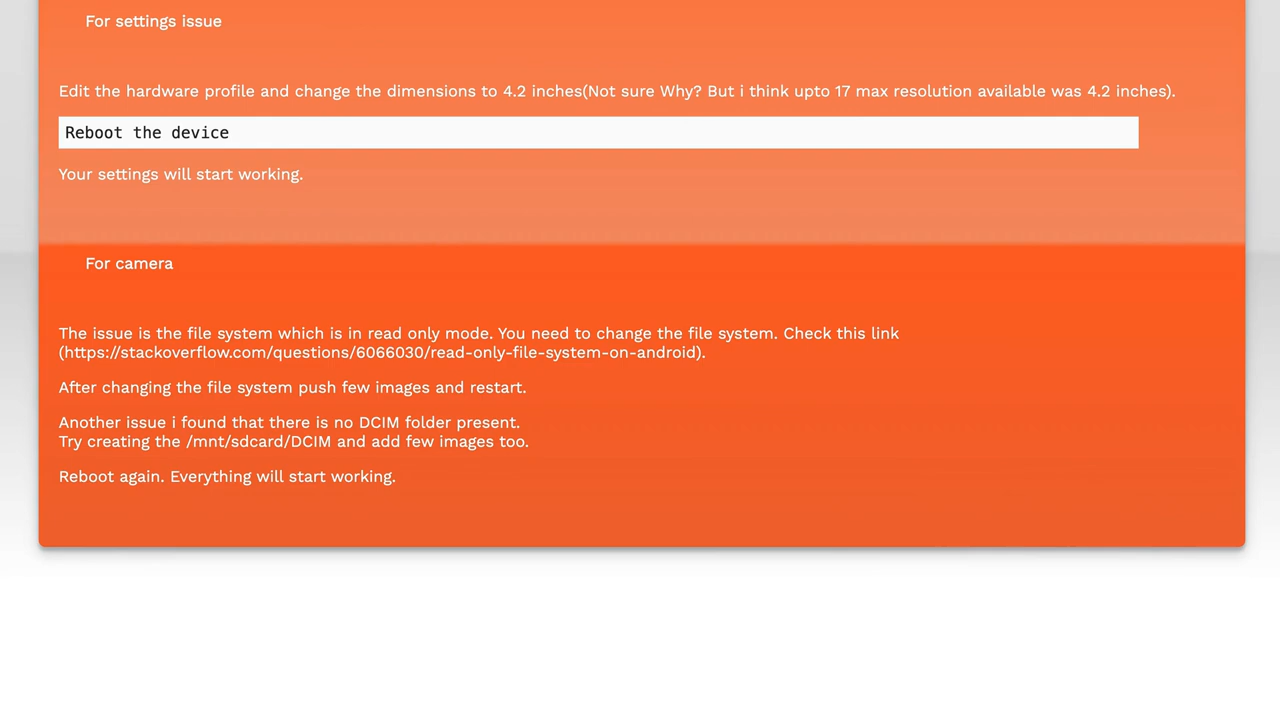 For settings issue
Edit the hardware profile and change the dimensions to 4.2 inches(Not sure Why? But i think upto 17 max resolution available was 4.2 inches).
Reboot the device
Your settings will start working.
For camera
The issue is the file system which is in read only mode. You need to change the file system. Check this link
(https://stackoverflow.com/questions/6066030/read-only-file-system-on-android).
After changing the file system push few images and restart.
Another issue i found that there is no DCIM folder present.
Try creating the /mnt/sdcard/DCIM and add few images too.
Reboot again. Everything will start working.